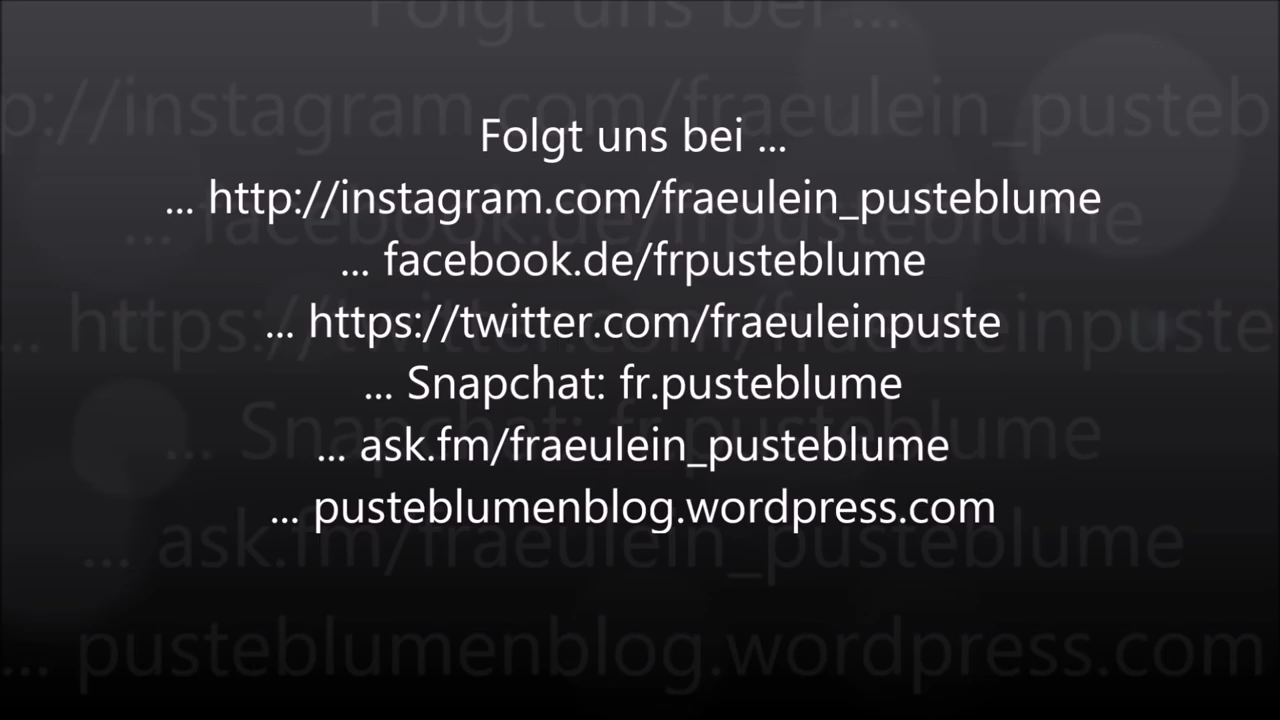 Folgt uns bei ...
... http://instagram.com/fraeulein_pusteblume
... facebook.de/frpusteblume
... https://twitter.com/fraeuleinpuste
... Snapchat: fr.pusteblume
... ask.fm/fraeulein_pusteblume
... pusteblumenblog.wordpress.com